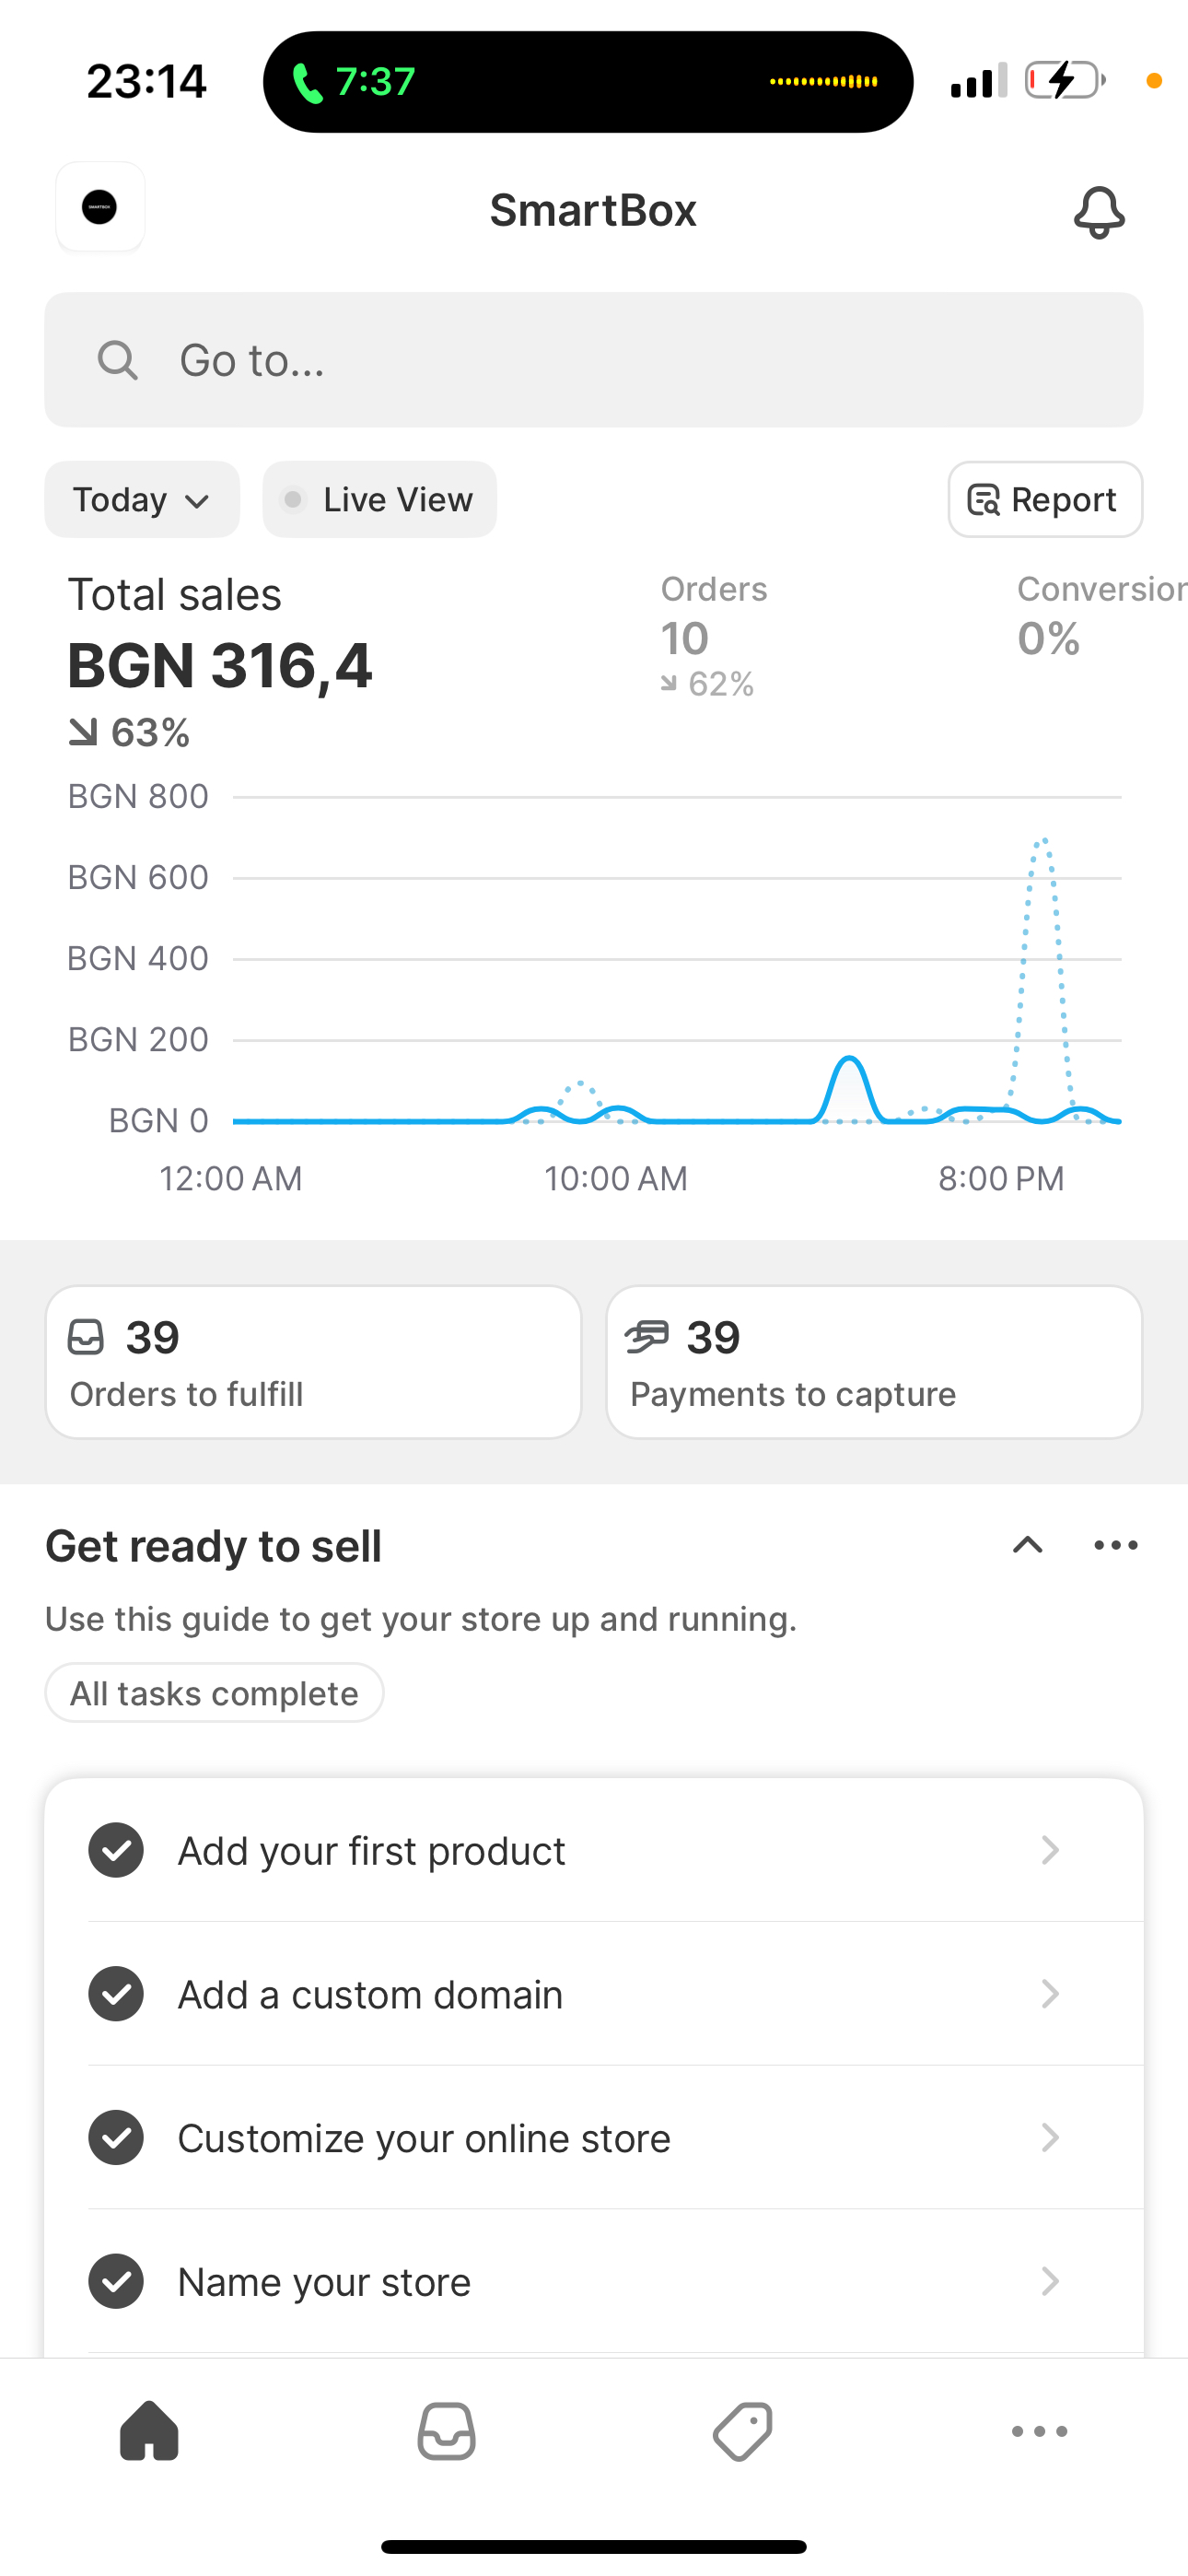 23:14
7:37
SMARTBOX
SmartBox
Go to...
Today
Live View
Report
Total sales
BGN 316,4
63%
Orders
10
62%
Conversion
0%
BGN 800
BGN 600
BGN 400
BGN 200
BGN 0
12:00 AM
10:00 AM
8:00 PM
39
Orders to fulfill
39
Payments to capture
Get ready to sell
Use this guide to get your store up and running.
All tasks complete
Add your first product
Add a custom domain
Customize your online store
Name your store